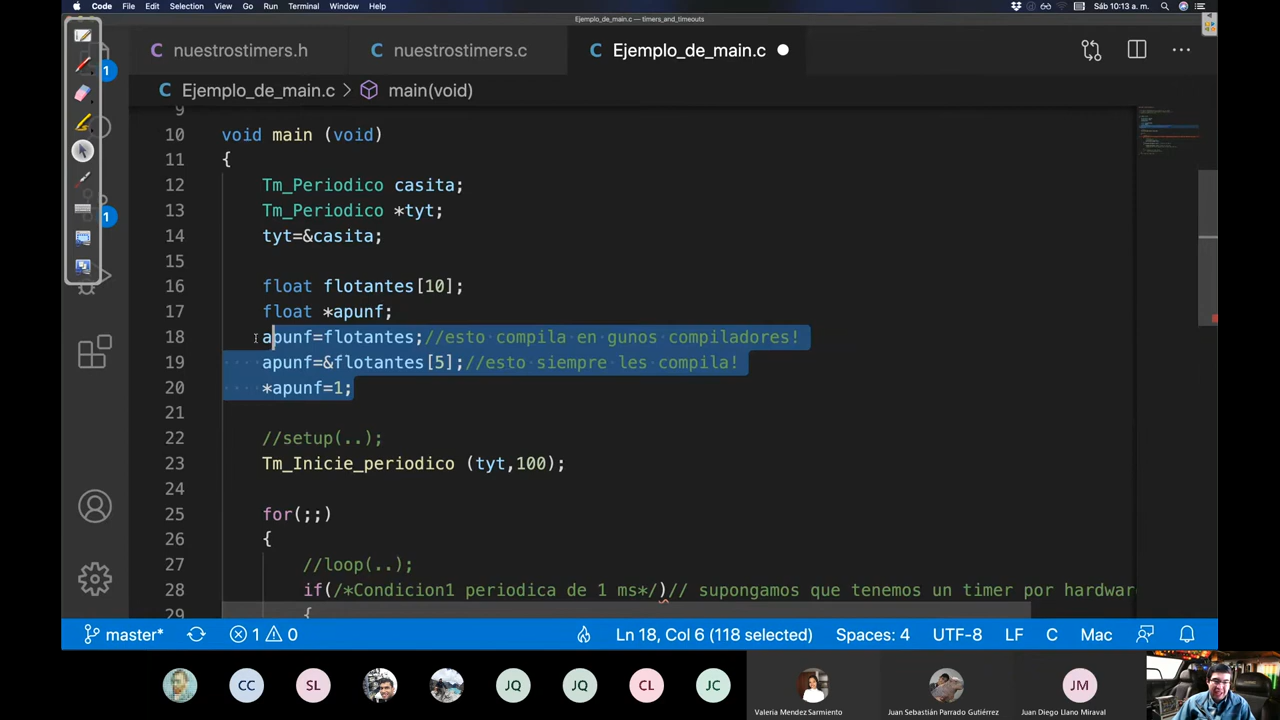 Code File Edit Selection View Go Run Terminal Window Help
Sáb 10:13 a. m.
Ejemplo_de_main.c — timers_and_timeouts
C nuestrostimers.h
C nuestrostimers.c
C Ejemplo_de_main.c
C Ejemplo_de_main.c > main(void)
9
10 void main (void)
11 {
12 Tm_Periodico casita;
13 Tm_Periodico *tyt;
14 tyt=&casita;
15
16 float flotantes[10];
17 float *apunf;
18 apunf=flotantes;//esto compila en gunos compiladores!
19 apunf=&flotantes[5];//esto siempre les compila!
20 *apunf=1;
21
22 //setup(..);
23 Tm_Inicie_periodico (tyt,100);
24
25 for(;;)
26 {
27 //loop(..);
28 if(/*Condicion1 periodica de 1 ms*/)// supongamos que tenemos un timer por hardwar
29 {
1
1
master* 1 0 Ln 18, Col 6 (118 selected) Spaces: 4 UTF-8 LF C Mac
CC SL JQ JQ CL JC JM
Valeria Mendez Sarmiento Juan Sebastián Parrado Gutiérrez Juan Diego Llano Miraval